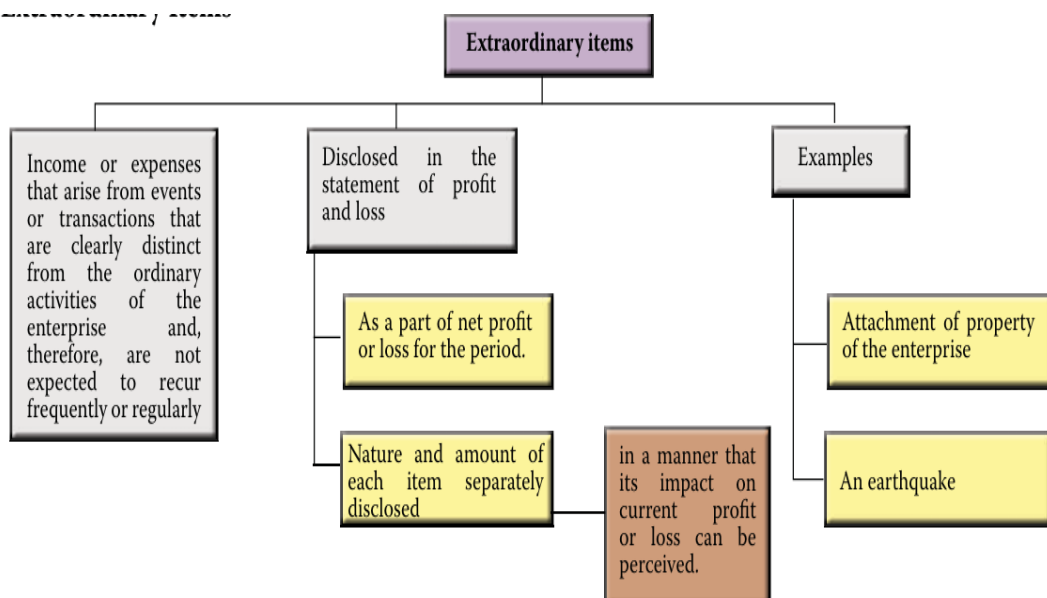 Extraordinary items
Extraordinary items
Income or expenses
that arise from events
or transactions that
are clearly distinct
from the ordinary
activities of the
enterprise and,
therefore, are not
expected to recur
frequently or regularly
Disclosed in the
statement of profit
and loss
As a part of net profit
or loss for the period.
Nature and amount of
each item separately
disclosed
in a manner that
its impact on
current profit
or loss can be
perceived.
Examples
Attachment of property
of the enterprise
An earthquake